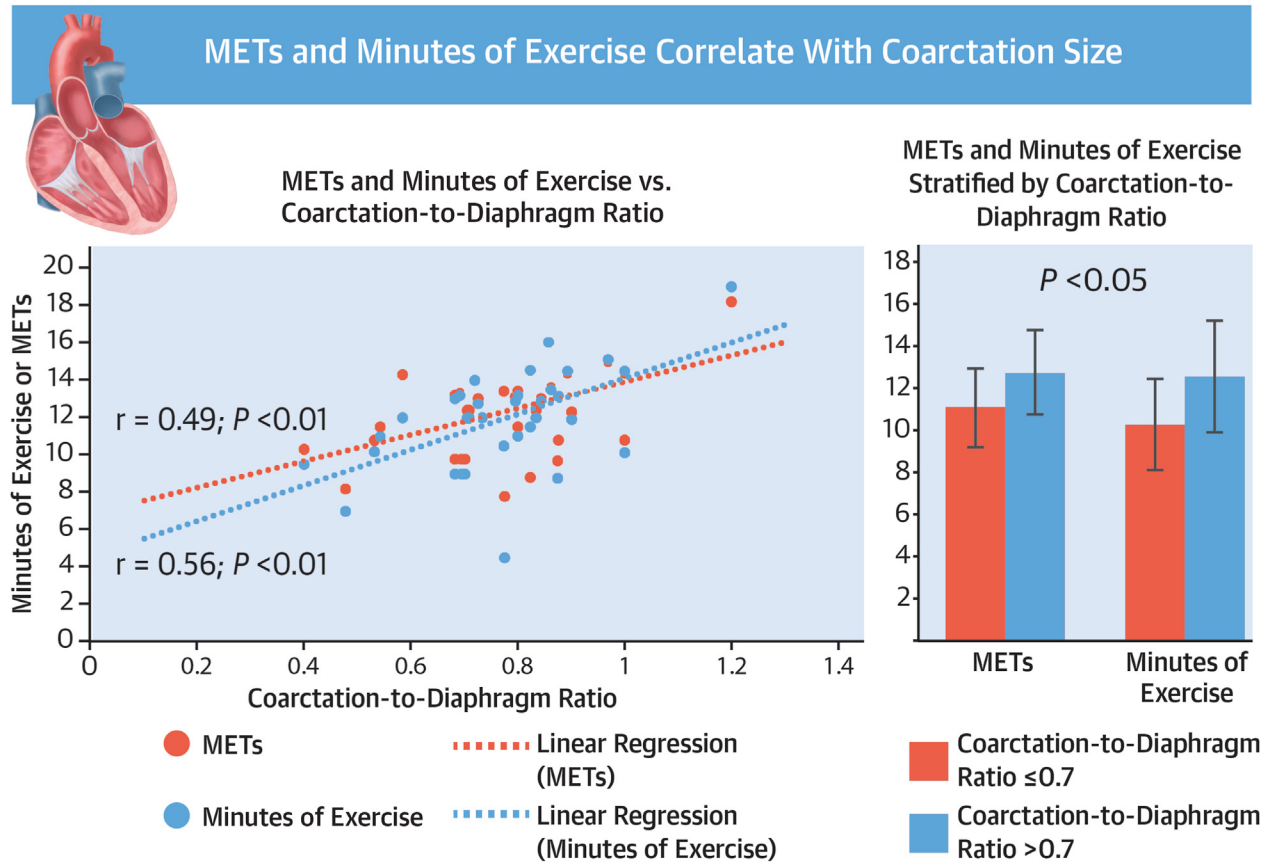 METs and Minutes of Exercise Correlate With Coarctation Size
METs and Minutes of Exercise vs.
Coarctation-to-Diaphragm Ratio
Minutes of Exercise or METs
20
18
16
14
12
10
8
6
4
2
0
r = 0.49; P <0.01
r = 0.56; P <0.01
0
0.2
0.4
0.6
0.8
1
1.2
1.4
Coarctation-to-Diaphragm Ratio
METs
Linear Regression
(METs)
Minutes of Exercise
Linear Regression
(Minutes of Exercise)
METs and Minutes of Exercise
Stratified by Coarctation-to-
Diaphragm Ratio
18
16
14
12
10
8
6
4
2
P <0.05
METs
Minutes of
Exercise
Coarctation-to-Diaphragm
Ratio ≤0.7
Coarctation-to-Diaphragm
Ratio >0.7